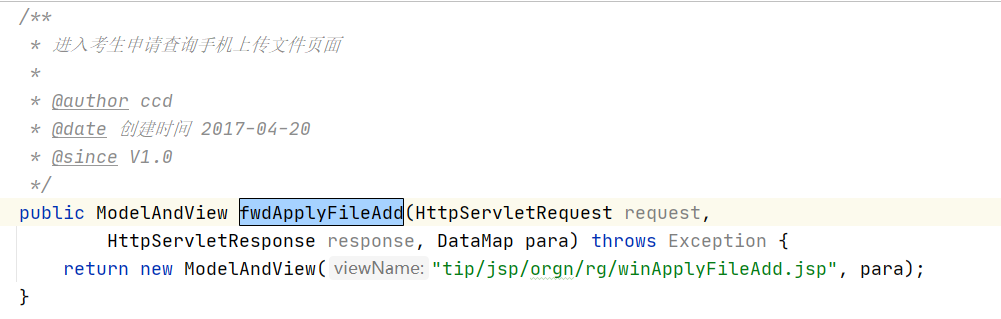 /**
* 进入考生申请查询手机上传文件页面
*
* @author ccd
* @date 创建时间 2017-04-20
* @since V1.0
*/
public ModelAndView fwdApplyFileAdd(HttpServletRequest request,
HttpServletResponse response, DataMap para) throws Exception {
return new ModelAndView( viewName: "tip/jsp/orgn/rg/winApplyFileAdd.jsp", para);
}